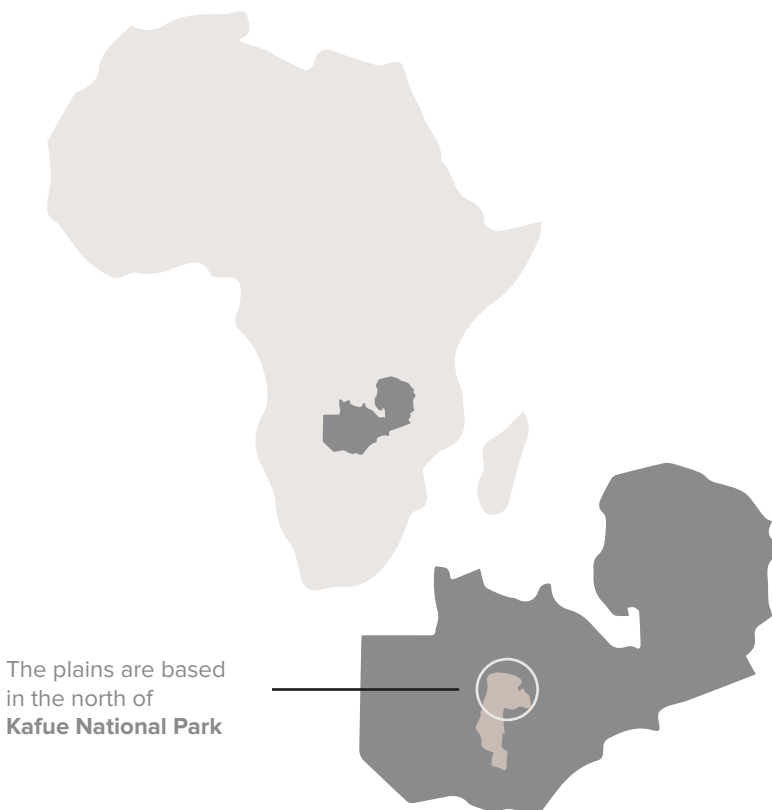 The plains are based
in the north of
Kafue National Park